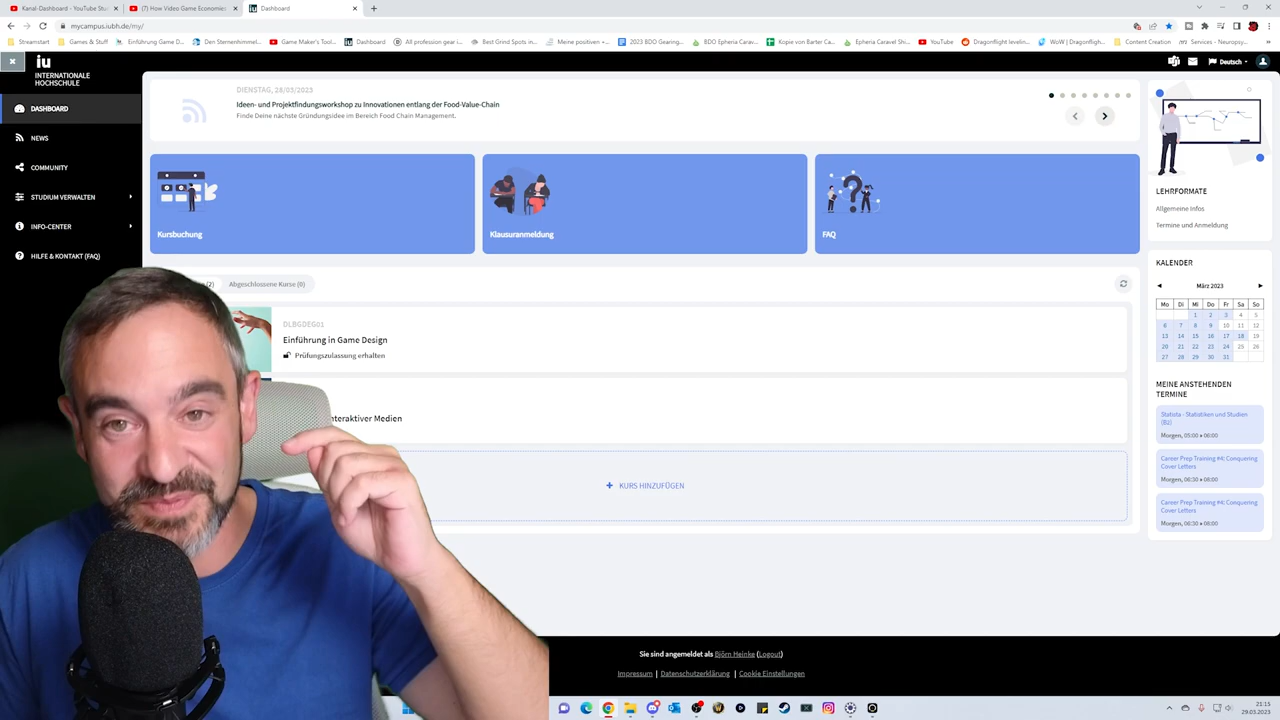 Kanal-Dashboard - YouTube Stu
(7) How Video Game Economies
Dashboard
mycampus.iubh.de/my/
Streamstart
Games & Stuff
Einführung Game D...
Den Sternenhimmel...
Game Maker's Tool...
Dashboard
All profession gear i...
Best Grind Spots in...
Meine positiven +...
2023 BDO Gearing...
BDO Epheria Carav...
Kopie von Barter Ca...
Epheria Caravel Shi...
YouTube
Dragonflight levelin...
WoW | Dragonfligh...
Content Creation
Services – Neuropsy...
iu
INTERNATIONALE
HOCHSCHULE
Deutsch
DASHBOARD
NEWS
COMMUNITY
STUDIUM VERWALTEN
INFO-CENTER
HILFE & KONTAKT (FAQ)
DIENSTAG, 28/03/2023
Ideen- und Projektfindungsworkshop zu Innovationen entlang der Food-Value-Chain
Finde Deine nächste Gründungsidee im Bereich Food Chain Management.
Kursbuchung
Klausuranmeldung
FAQ
(2)
Abgeschlossene Kurse (0)
DLBGDEG01
Einführung in Game Design
Prüfungszulassung erhalten
nteraktiver Medien
+ KURS HINZUFÜGEN
LEHRFORMATE
Allgemeine Infos
Termine und Anmeldung
KALENDER
März 2023
Mo Di Mi Do Fr Sa So
1 2 3 4 5
6 7 8 9 10 11 12
13 14 15 16 17 18 19
20 21 22 23 24 25 26
27 28 29 30 31
MEINE ANSTEHENDEN
TERMINE
Statista - Statistiken und Studien
(B2)
Morgen, 05:00 » 06:00
Career Prep Training #4: Conquering
Cover Letters
Morgen, 06:30 » 08:00
Career Prep Training #4: Conquering
Cover Letters
Morgen, 06:30 » 08:00
Sie sind angemeldet als Björn Heinke (Logout)
Impressum | Datenschutzerklärung | Cookie Einstellungen
21:15
29.03.2023